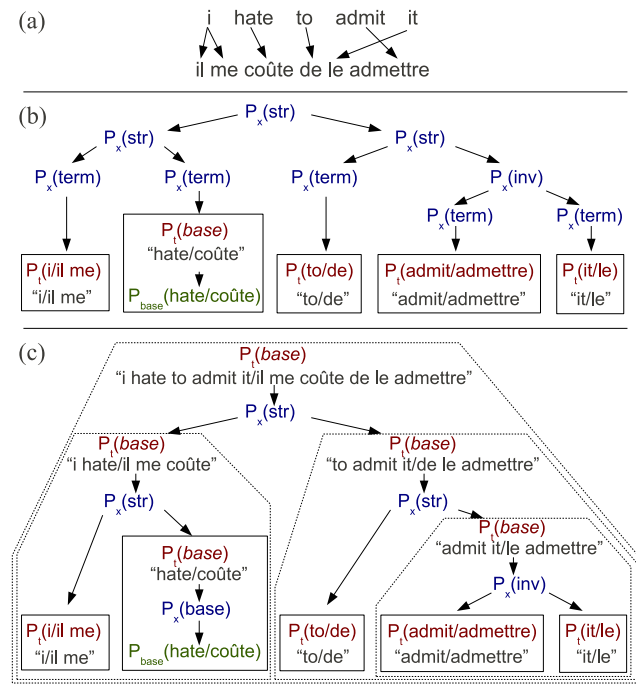 (a) i hate to admit it
il me coûte de le admettre
(b) P_x(str)
P_x(str) P_x(str)
P_x(term) P_x(term) P_x(term) P_x(inv)
P_x(term) P_x(term)
P_t(base)
"hate/coûte"
P_base(hate/coûte)
P_t(i/il me) P_t(to/de) P_t(admit/admettre) P_t(it/le)
"i/il me" "to/de" "admit/admettre" "it/le"
(c) P_t(base)
"i hate to admit it/il me coûte de le admettre"
P_x(str)
P_t(base) P_t(base)
"i hate/il me coûte" "to admit it/de le admettre"
P_x(str) P_x(str)
P_t(base)
"admit it/le admettre"
P_t(base)
"hate/coûte"
P_x(inv)
P_x(base)
P_t(i/il me) P_base(hate/coûte) P_t(to/de) P_t(admit/admettre) P_t(it/le)
"i/il me" "to/de" "admit/admettre" "it/le"